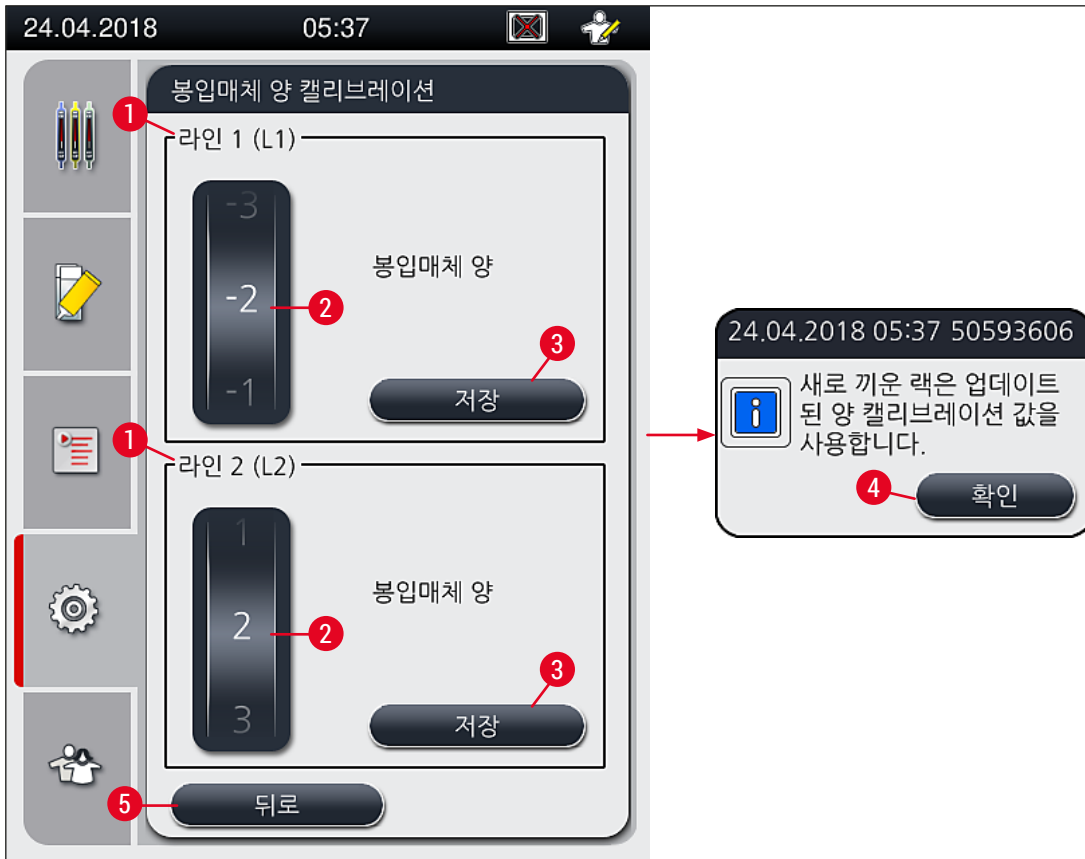 24.04.2018 05:37
봉입매체 양 캘리브레이션
1
라인 1 (L1)
-3
-2
-1
2
봉입매체 양
3
저장
1
라인 2 (L2)
1
2
3
2
봉입매체 양
3
저장
5
뒤로
24.04.2018 05:37 50593606
새로 끼운 랙은 업데이트
된 양 캘리브레이션 값을
사용합니다.
4
확인